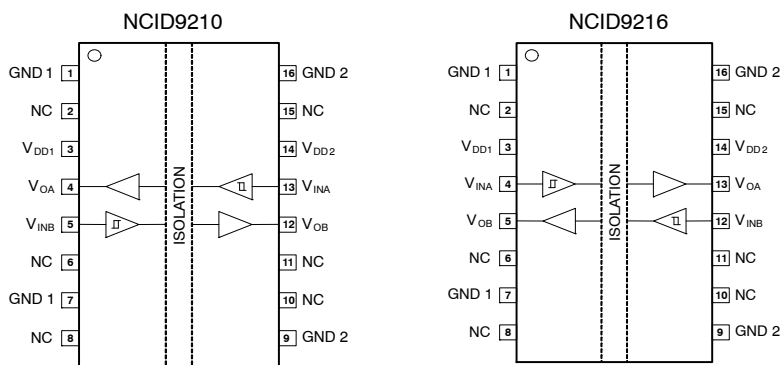 NCID9210
GND 1 1 16 GND 2
NC 2 15 NC
VDD1 3 14 VDD2
VOA 4 13 VINA
VINB 5 12 VOB
NC 6 11 NC
GND 1 7 10 NC
NC 8 9 GND 2
ISOLATION
NCID9216
GND 1 1 16 GND 2
NC 2 15 NC
VDD1 3 14 VDD2
VINA 4 13 VOA
VOB 5 12 VINB
NC 6 11 NC
GND 1 7 10 NC
NC 8 9 GND 2
ISOLATION